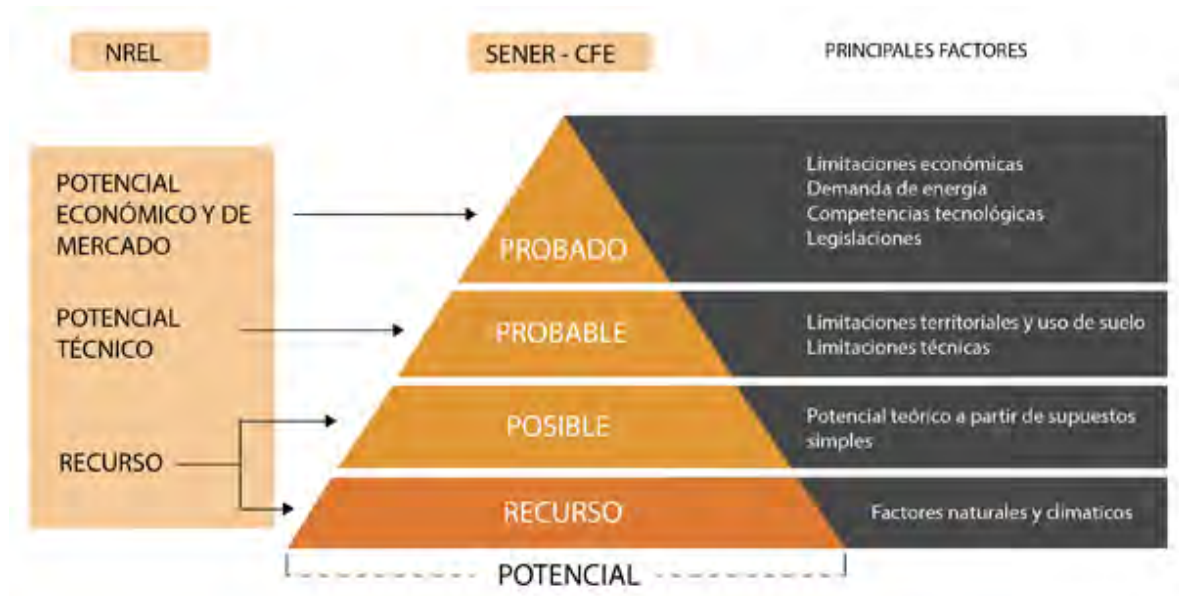 NREL
SENER - CFE
PRINCIPALES FACTORES
POTENCIAL
ECONÓMICO Y DE
MERCADO
PROBADO
Limitaciones económicas
Demanda de energía
Competencias tecnológicas
Legislaciones
POTENCIAL
TÉCNICO
PROBABLE
Limitaciones territoriales y uso de suelo
Limitaciones técnicas
RECURSO
POSIBLE
Potencial teórico a partir de supuestos
simples
RECURSO
Factores naturales y climaticos
POTENCIAL